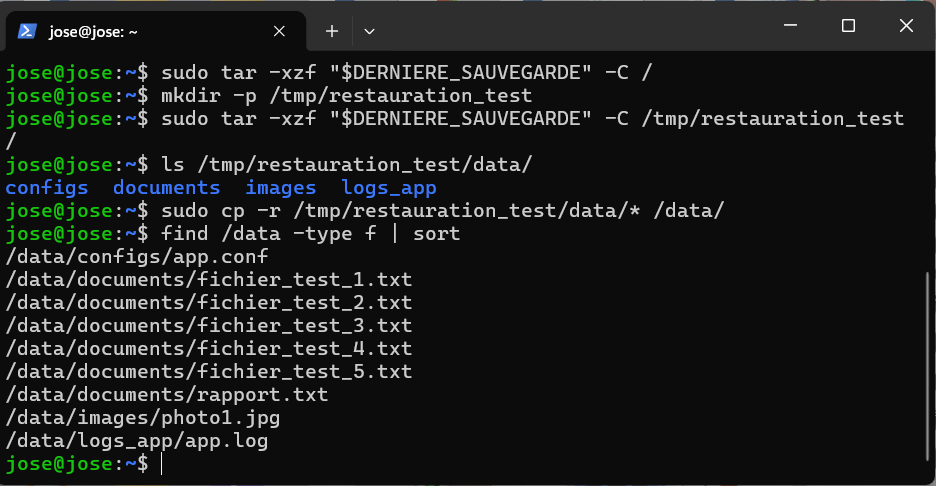 jose@jose: ~
jose@jose:~$ sudo tar -xzf "$DERNIERE_SAUVEGARDE" -C /
jose@jose:~$ mkdir -p /tmp/restauration_test
jose@jose:~$ sudo tar -xzf "$DERNIERE_SAUVEGARDE" -C /tmp/restauration_test
/
jose@jose:~$ ls /tmp/restauration_test/data/
configs  documents  images  logs_app
jose@jose:~$ sudo cp -r /tmp/restauration_test/data/* /data/
jose@jose:~$ find /data -type f | sort
/data/configs/app.conf
/data/documents/fichier_test_1.txt
/data/documents/fichier_test_2.txt
/data/documents/fichier_test_3.txt
/data/documents/fichier_test_4.txt
/data/documents/fichier_test_5.txt
/data/documents/rapport.txt
/data/images/photo1.jpg
/data/logs_app/app.log
jose@jose:~$